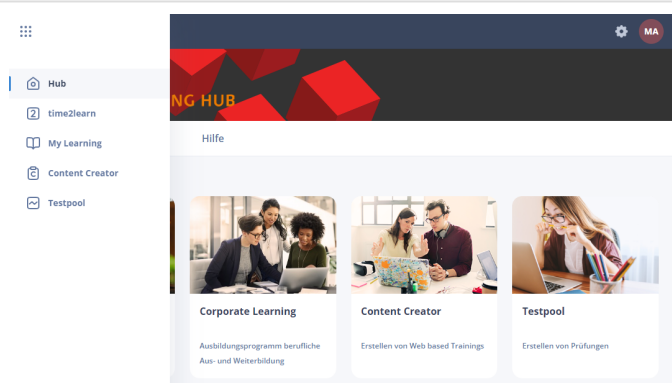 MA
Hub
time2learn
My Learning
Content Creator
Testpool
NG HUB
Hilfe
Corporate Learning
Ausbildungsprogramm berufliche
Aus- und Weiterbildung
Content Creator
Erstellen von Web based Trainings
Testpool
Erstellen von Prüfungen